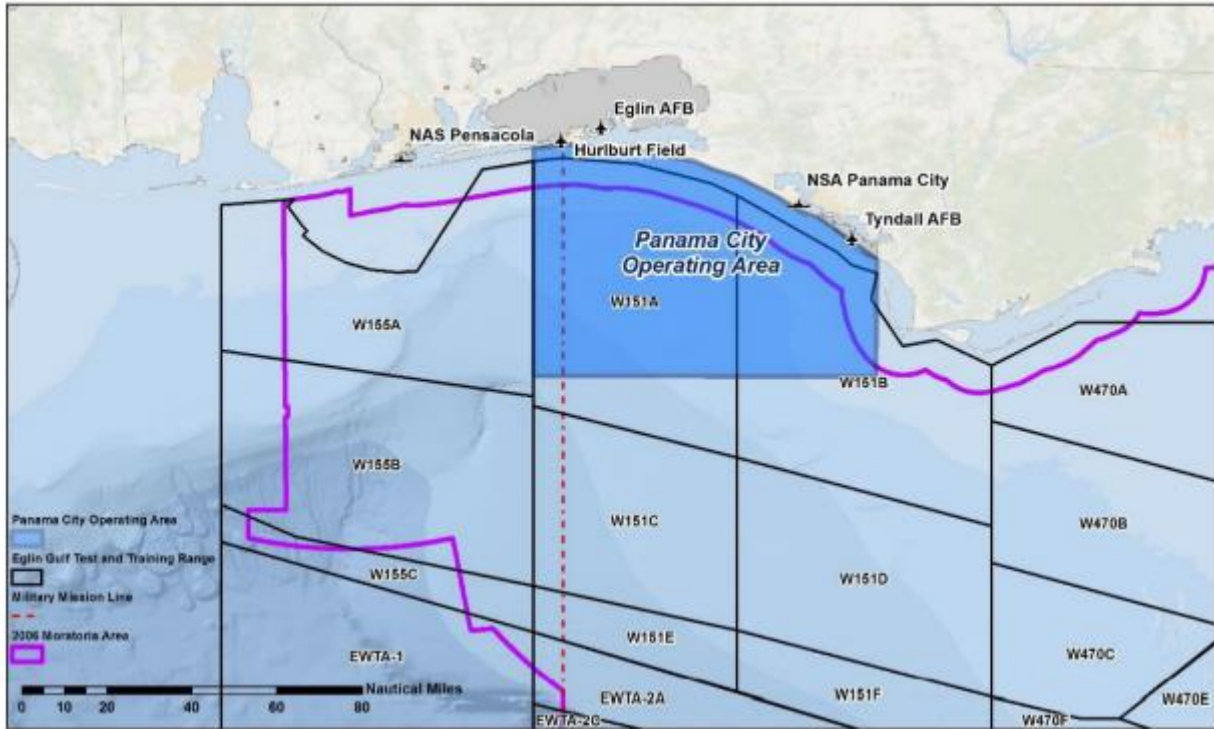 Eglin AFB
NAS Pensacola
Hurlburt Field
NSA Panama City
Tyndall AFB
Panama City
Operating Area
W151A
W155A
W151B
W470A
W155B
W151C
W470B
Panama City Operating Area
Eglin Gulf Test and Training Range
W155C
W151D
Military Mission Line
2006 Moratoria Area
W151E
EWTA-1
W470C
Nautical Miles
EWTA-2A
W151F
W470E
0 10 20 40 60 80
EWTA-2C
W470F